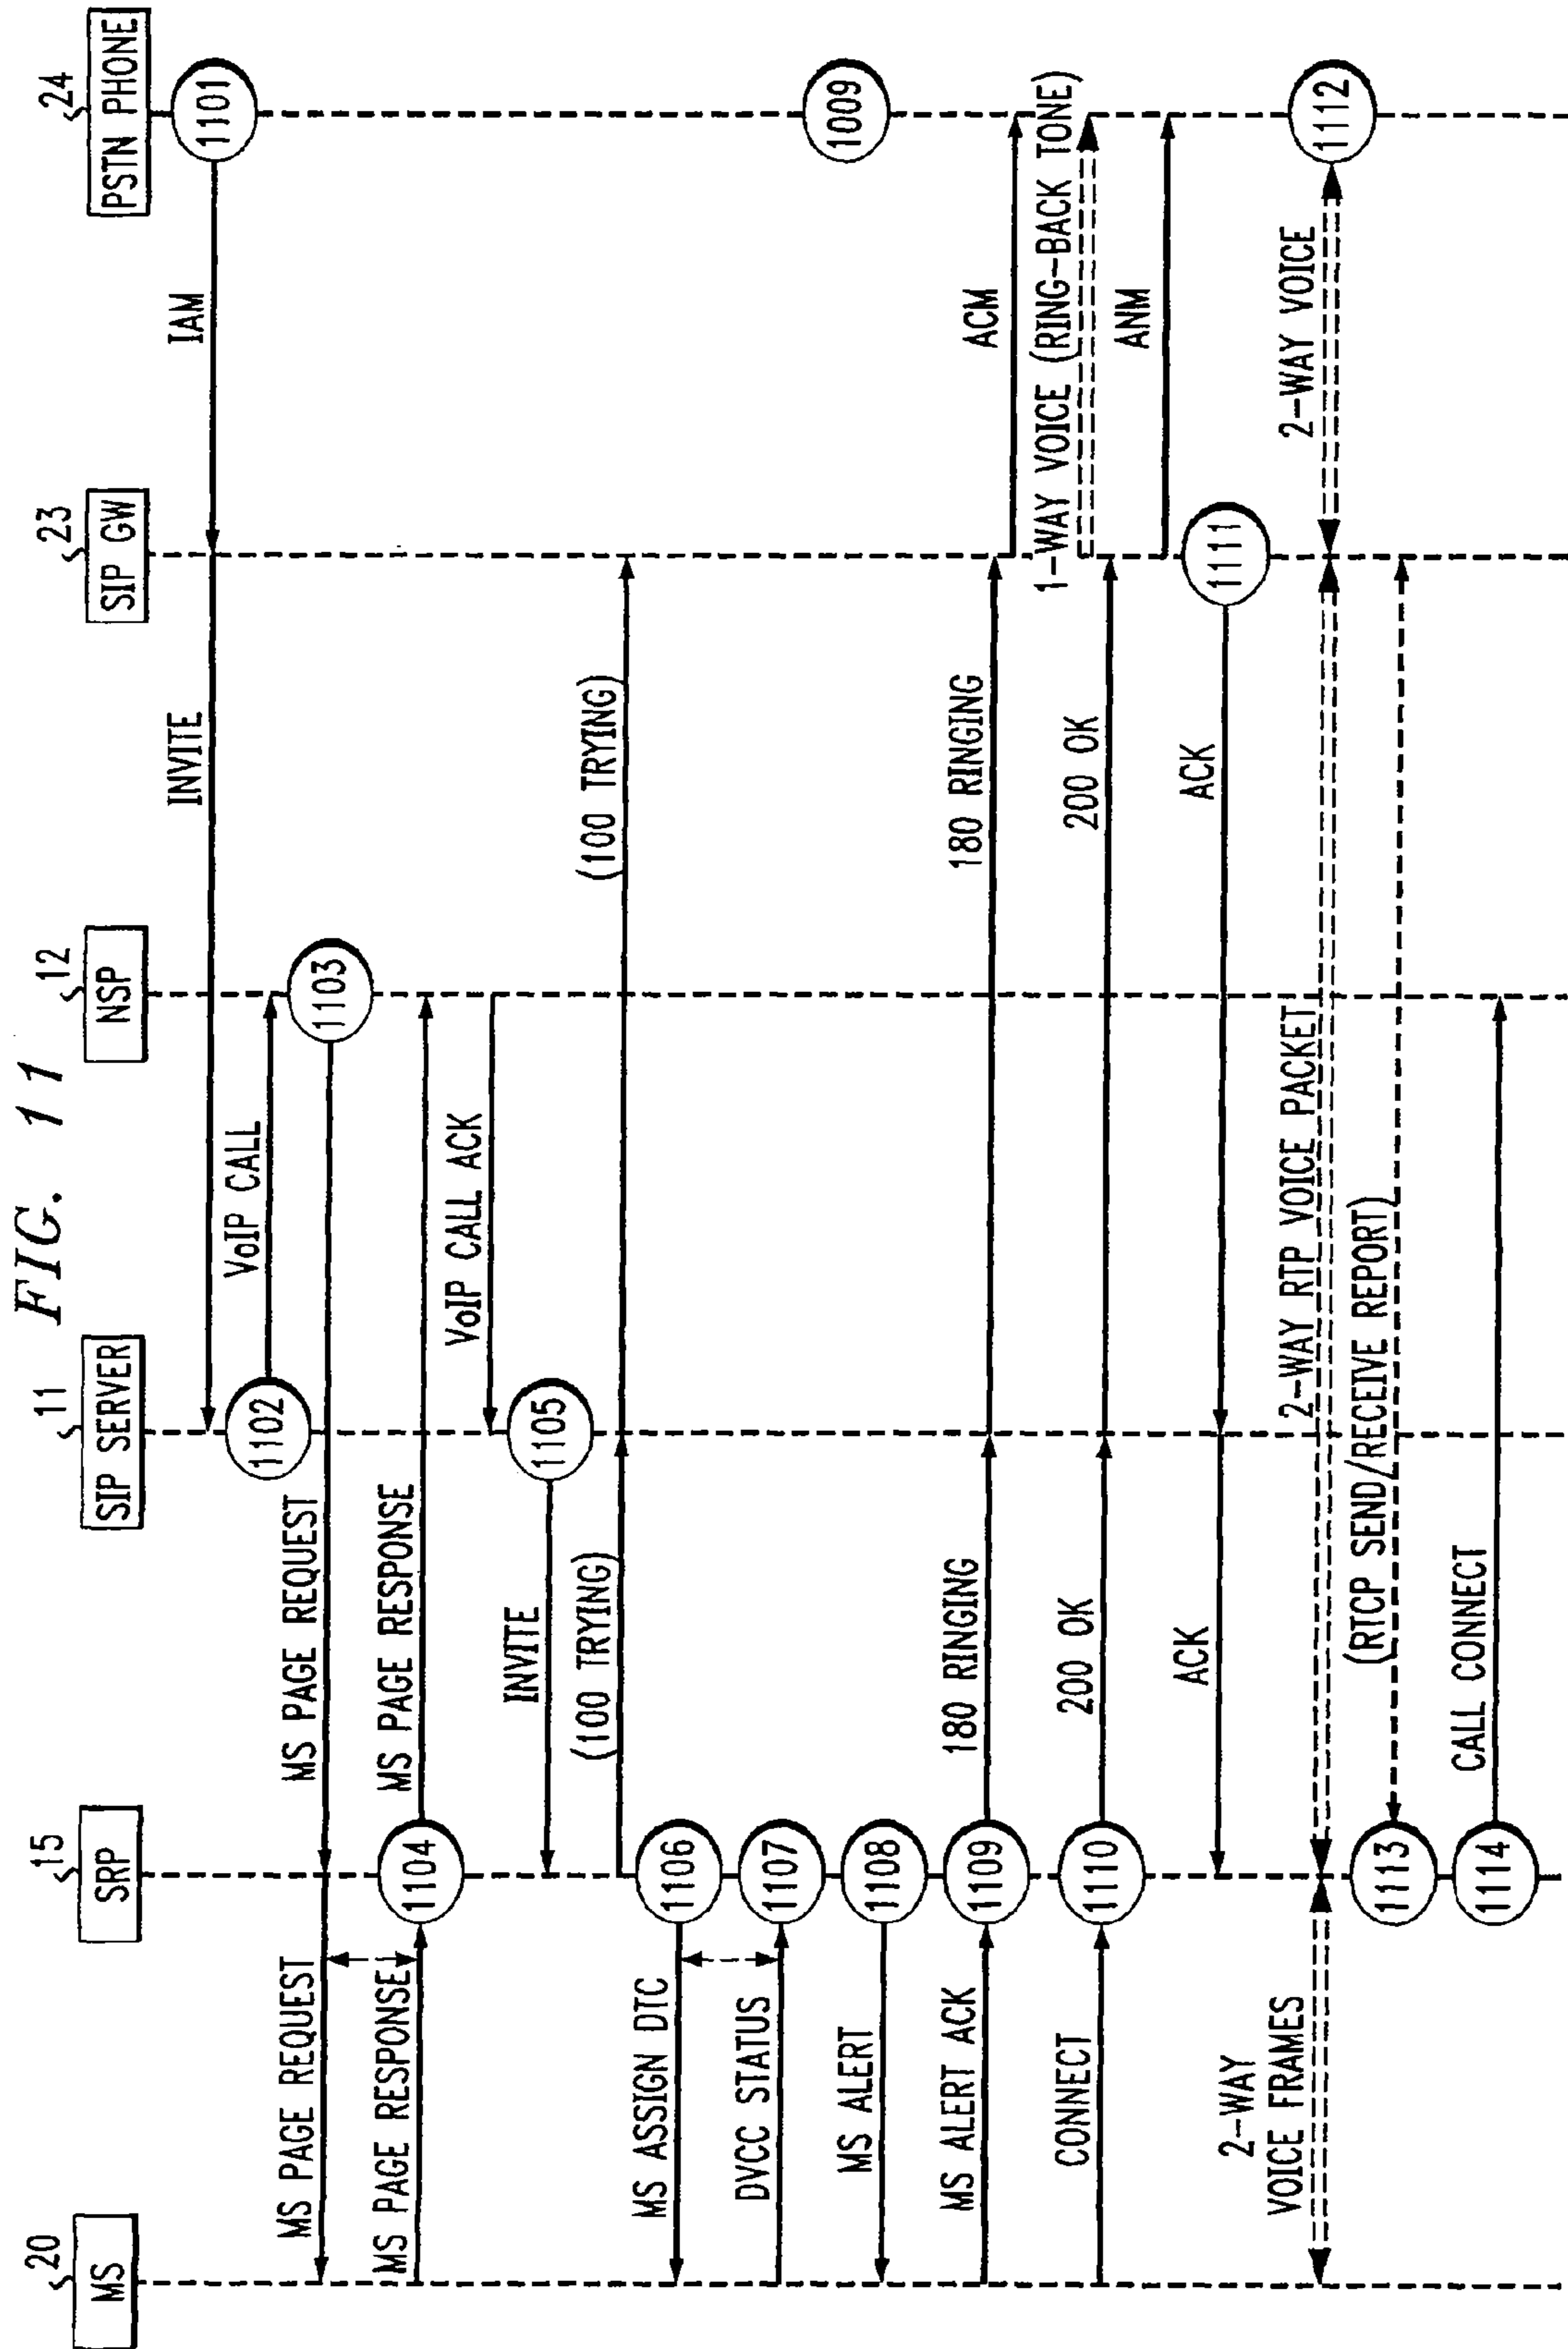 FIG. 11
20
15
11
12
23
24
MS
SRP
SIP SERVER
NSP
SIP GW
PSTN PHONE
1101
IAM
INVITE
1102
VoIP CALL
1103
MS PAGE REQUEST
MS PAGE REQUEST
MS PAGE RESPONSE
1104
MS PAGE RESPONSE
VoIP CALL ACK
1105
INVITE
(100 TRYING)
(100 TRYING)
1106
MS ASSIGN DTC
1107
DVCC STATUS
1108
MS ALERT
1009
MS ALERT ACK
1109
180 RINGING
180 RINGING
ACM
1-WAY VOICE (RING-BACK TONE)
CONNECT
1110
200 OK
200 OK
ANM
1111
ACK
ACK
2-WAY
VOICE FRAMES
2-WAY RTP VOICE PACKET
2-WAY VOICE
1112
(RTCP SEND/RECEIVE REPORT)
1113
1114
CALL CONNECT